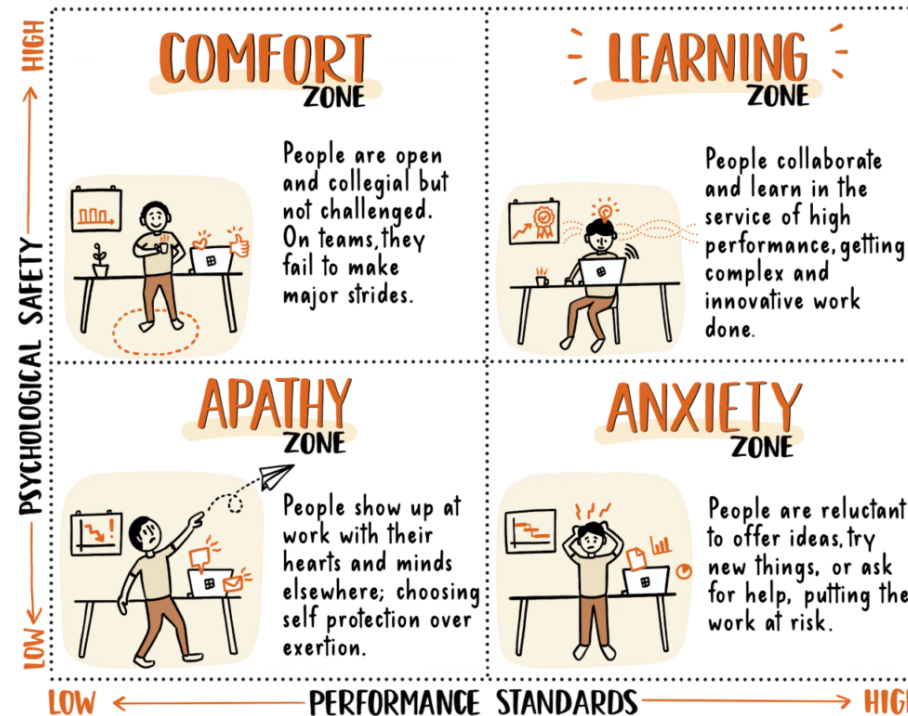 HIGH
PSYCHOLOGICAL SAFETY
LOW
COMFORT
ZONE
People are open
and collegial but
not challenged.
On teams, they
fail to make
major strides.
LEARNING
ZONE
People collaborate
and learn in the
service of high
performance, getting
complex and
innovative work
done.
APATHY
ZONE
People show up at
work with their
hearts and minds
elsewhere; choosing
self protection over
exertion.
ANXIETY
ZONE
People are reluctant
to offer ideas, try
new things, or ask
for help, putting the
work at risk.
LOW
PERFORMANCE STANDARDS
HIGH